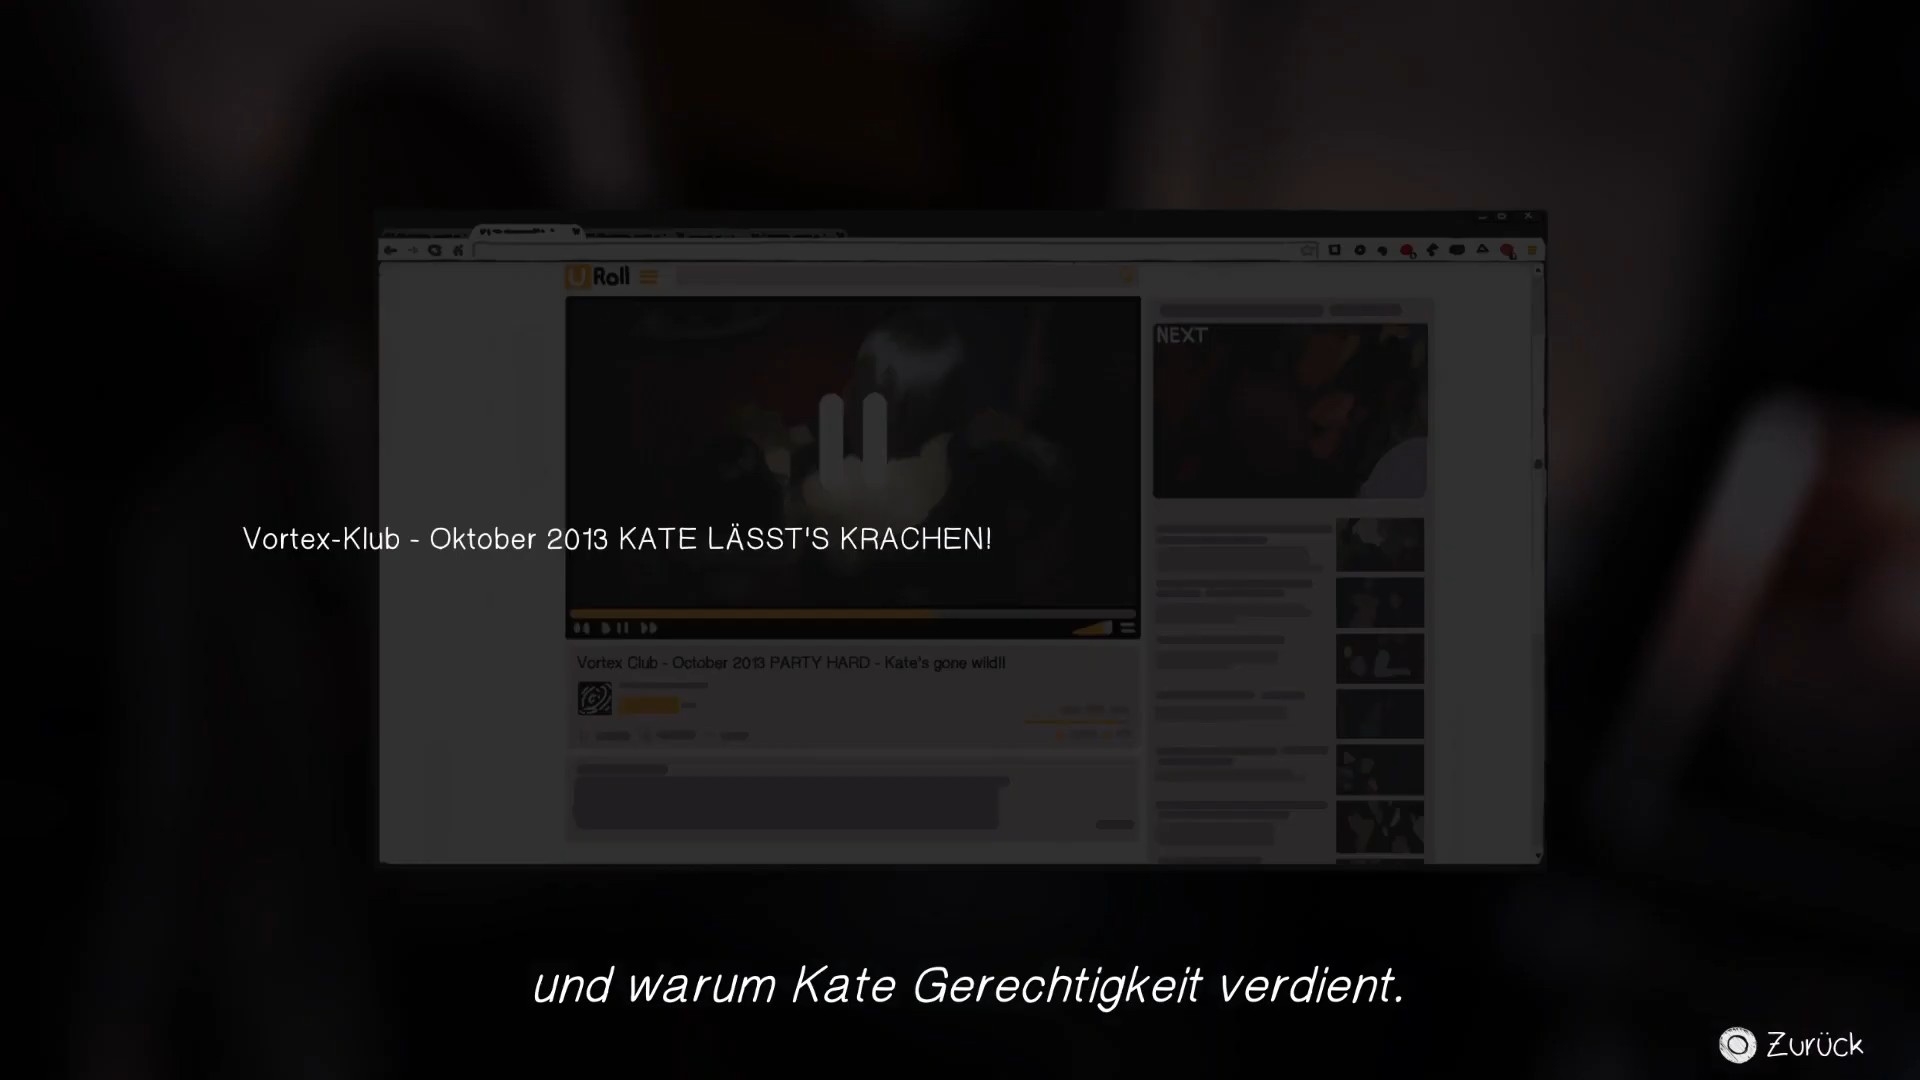 U Roll
NEXT
Vortex-Klub - Oktober 2013 KATE LÄSST'S KRACHEN!
Vortex Club - October 2013 PARTY HARD - Kate's gone wild!!
und warum Kate Gerechtigkeit verdient.
Zurück